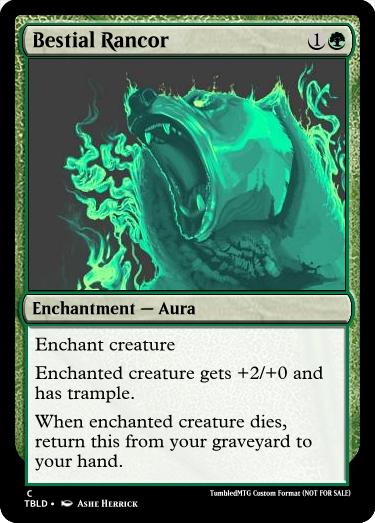 Bestial Rancor 1
Enchantment — Aura
Enchant creature
Enchanted creature gets +2/+0 and
has trample.
When enchanted creature dies,
return this from your graveyard to
your hand.
C
TumbledMTG Custom Format (NOT FOR SALE)
TBLD • Ashe Herrick